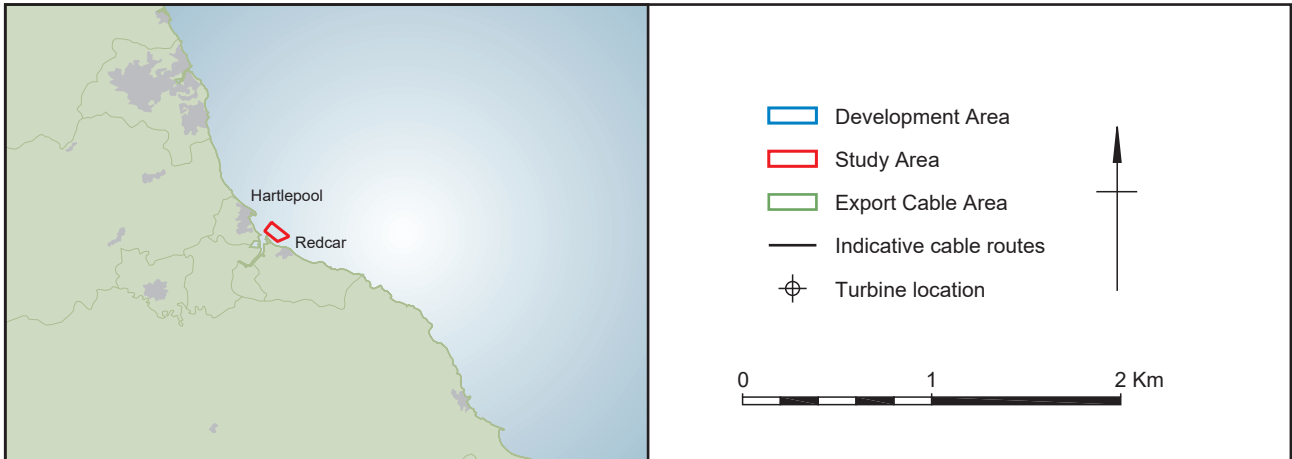 Hartlepool
Redcar
Development Area
Study Area
Export Cable Area
Indicative cable routes
Turbine location
0 1 2 Km